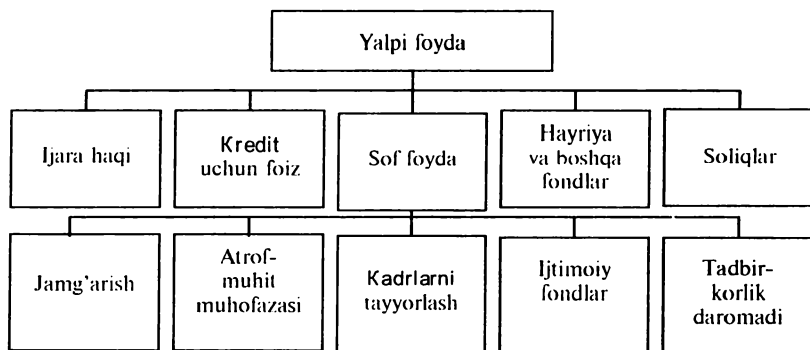 Yalpi foyda
Ijara haqi
Kredit
uchun foiz
Sof foyda
Hayriya
va boshqa
fondlar
Soliqlar
Jamg'arish
Atrof-
muhit
muhofazasi
Kadrlarni
tayyorlash
Ijtimoiy
fondlar
Tadbir-
korlik
daromadi